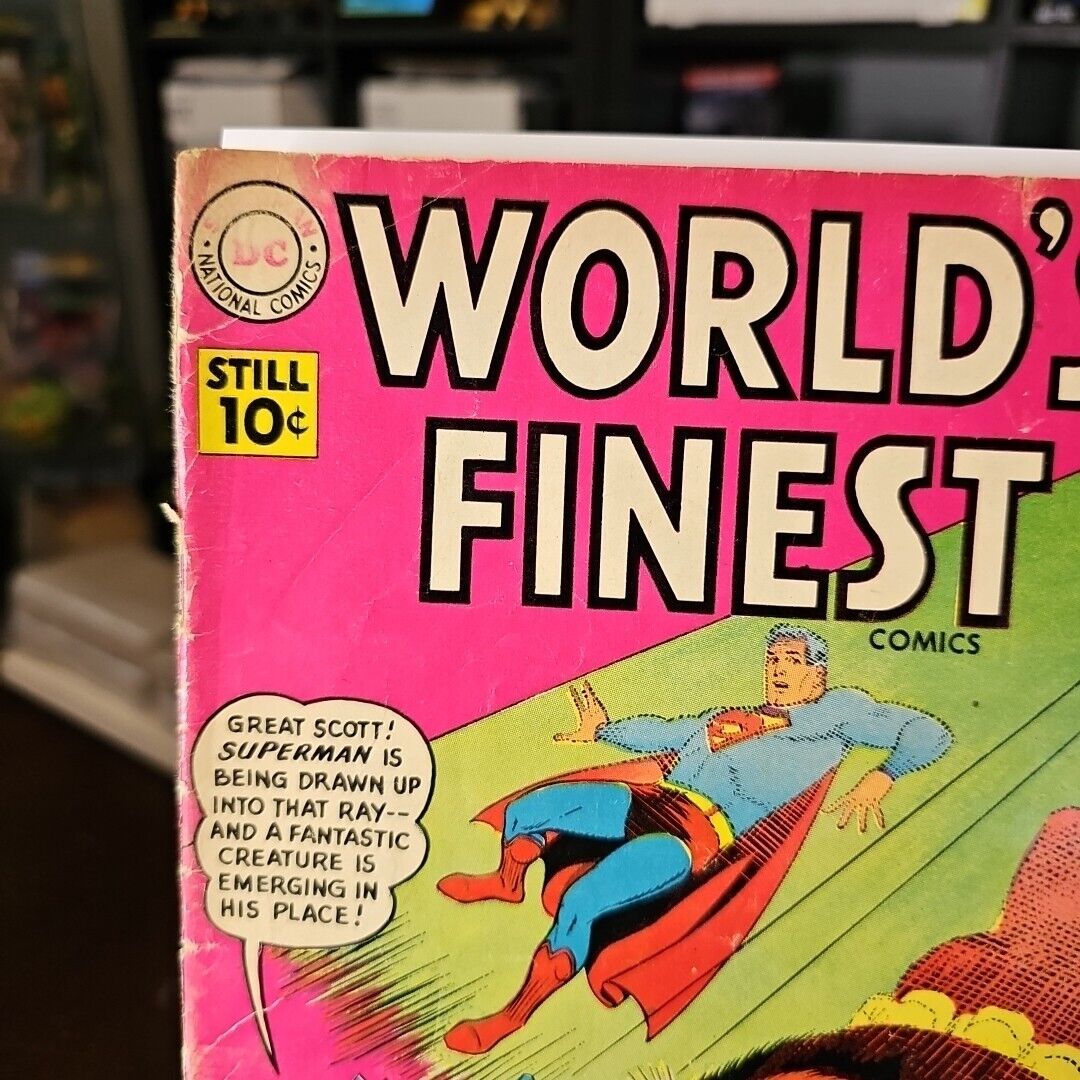 DC
NATIONAL COMICS
WORLD'S
FINEST
COMICS
STILL
10¢
GREAT SCOTT!
SUPERMAN IS
BEING DRAWN UP
INTO THAT RAY--
AND A FANTASTIC
CREATURE IS
EMERGING IN
HIS PLACE!